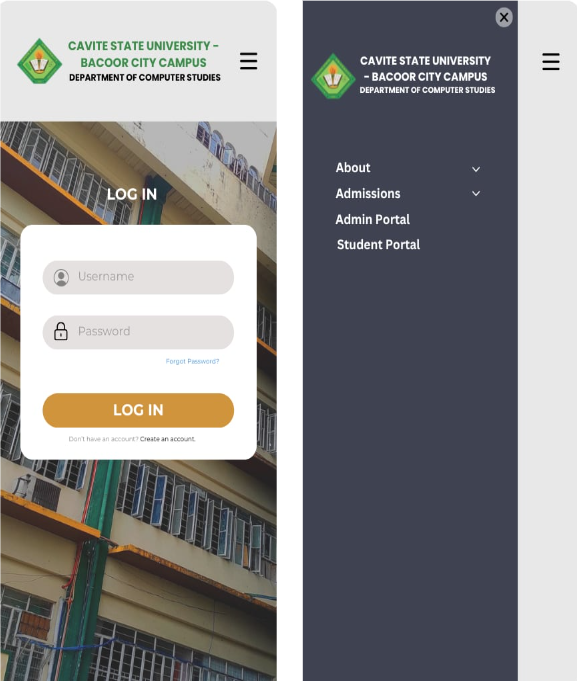 CAVITE STATE UNIVERSITY –
BACOOR CITY CAMPUS
DEPARTMENT OF COMPUTER STUDIES
LOG IN
Username
Password
Forgot Password?
LOG IN
Don't have an account? Create an account.
X
CAVITE STATE UNIVERSITY
– BACOOR CITY CAMPUS
DEPARTMENT OF COMPUTER STUDIES
About
Admissions
Admin Portal
Student Portal